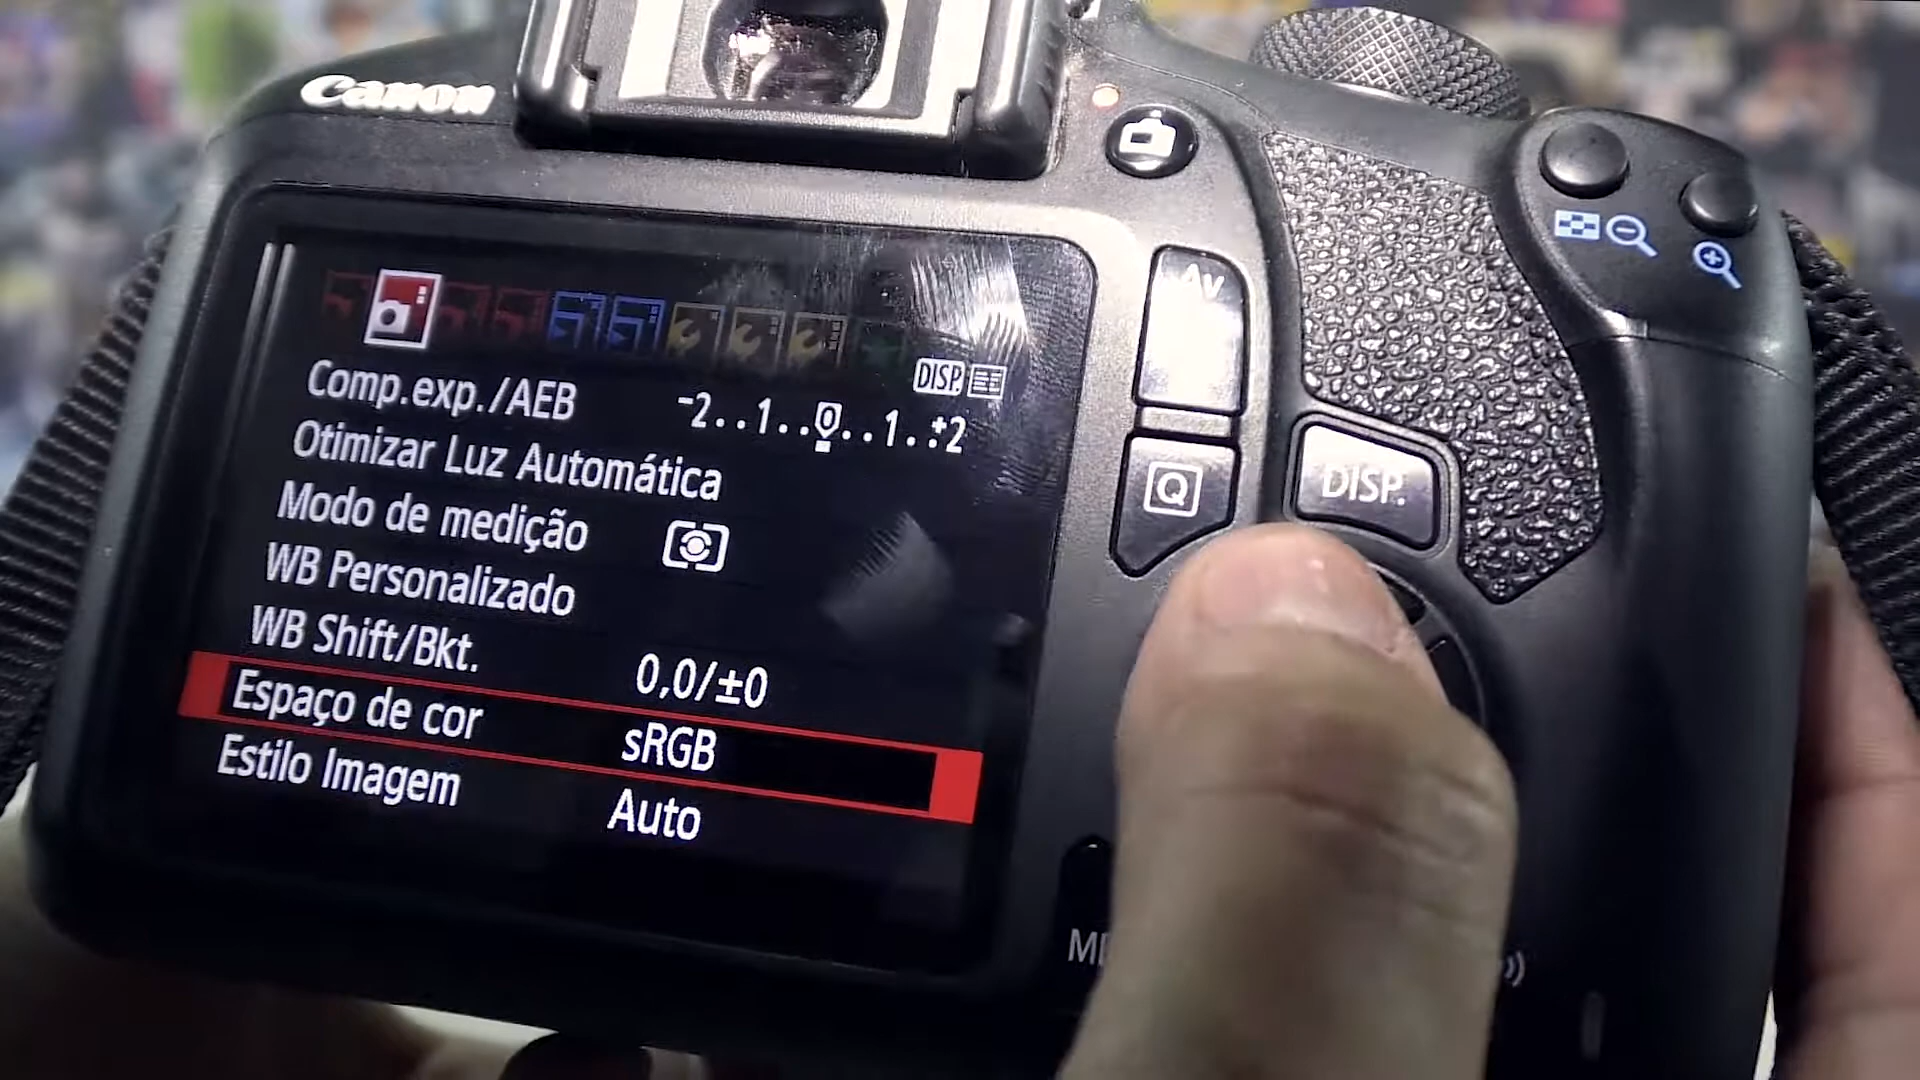 Canon
Av
DISP.
Comp.exp./AEB -2..1..0..1..+2
Otimizar Luz Automática
Modo de medição
WB Personalizado
WB Shift/Bkt. 0,0/±0
Espaço de cor sRGB
Estilo Imagem Auto
Q
DISP.